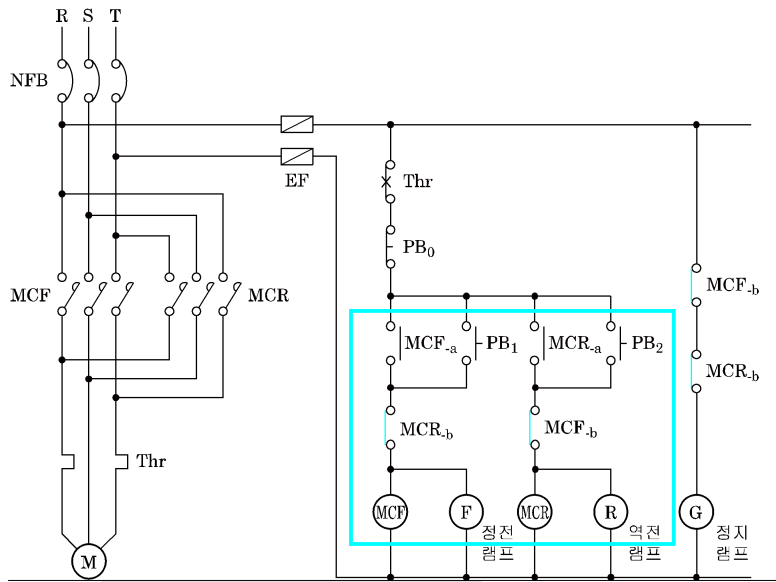 R S T
NFB
EF
Thr
PB₀
MCF MCR
MCF₋b
MCF₋a PB₁ MCR₋a PB₂
MCR₋b
MCR₋b MCF₋b
Thr
MCF F MCR R G
정전 역전 정지
램프 램프 램프
M